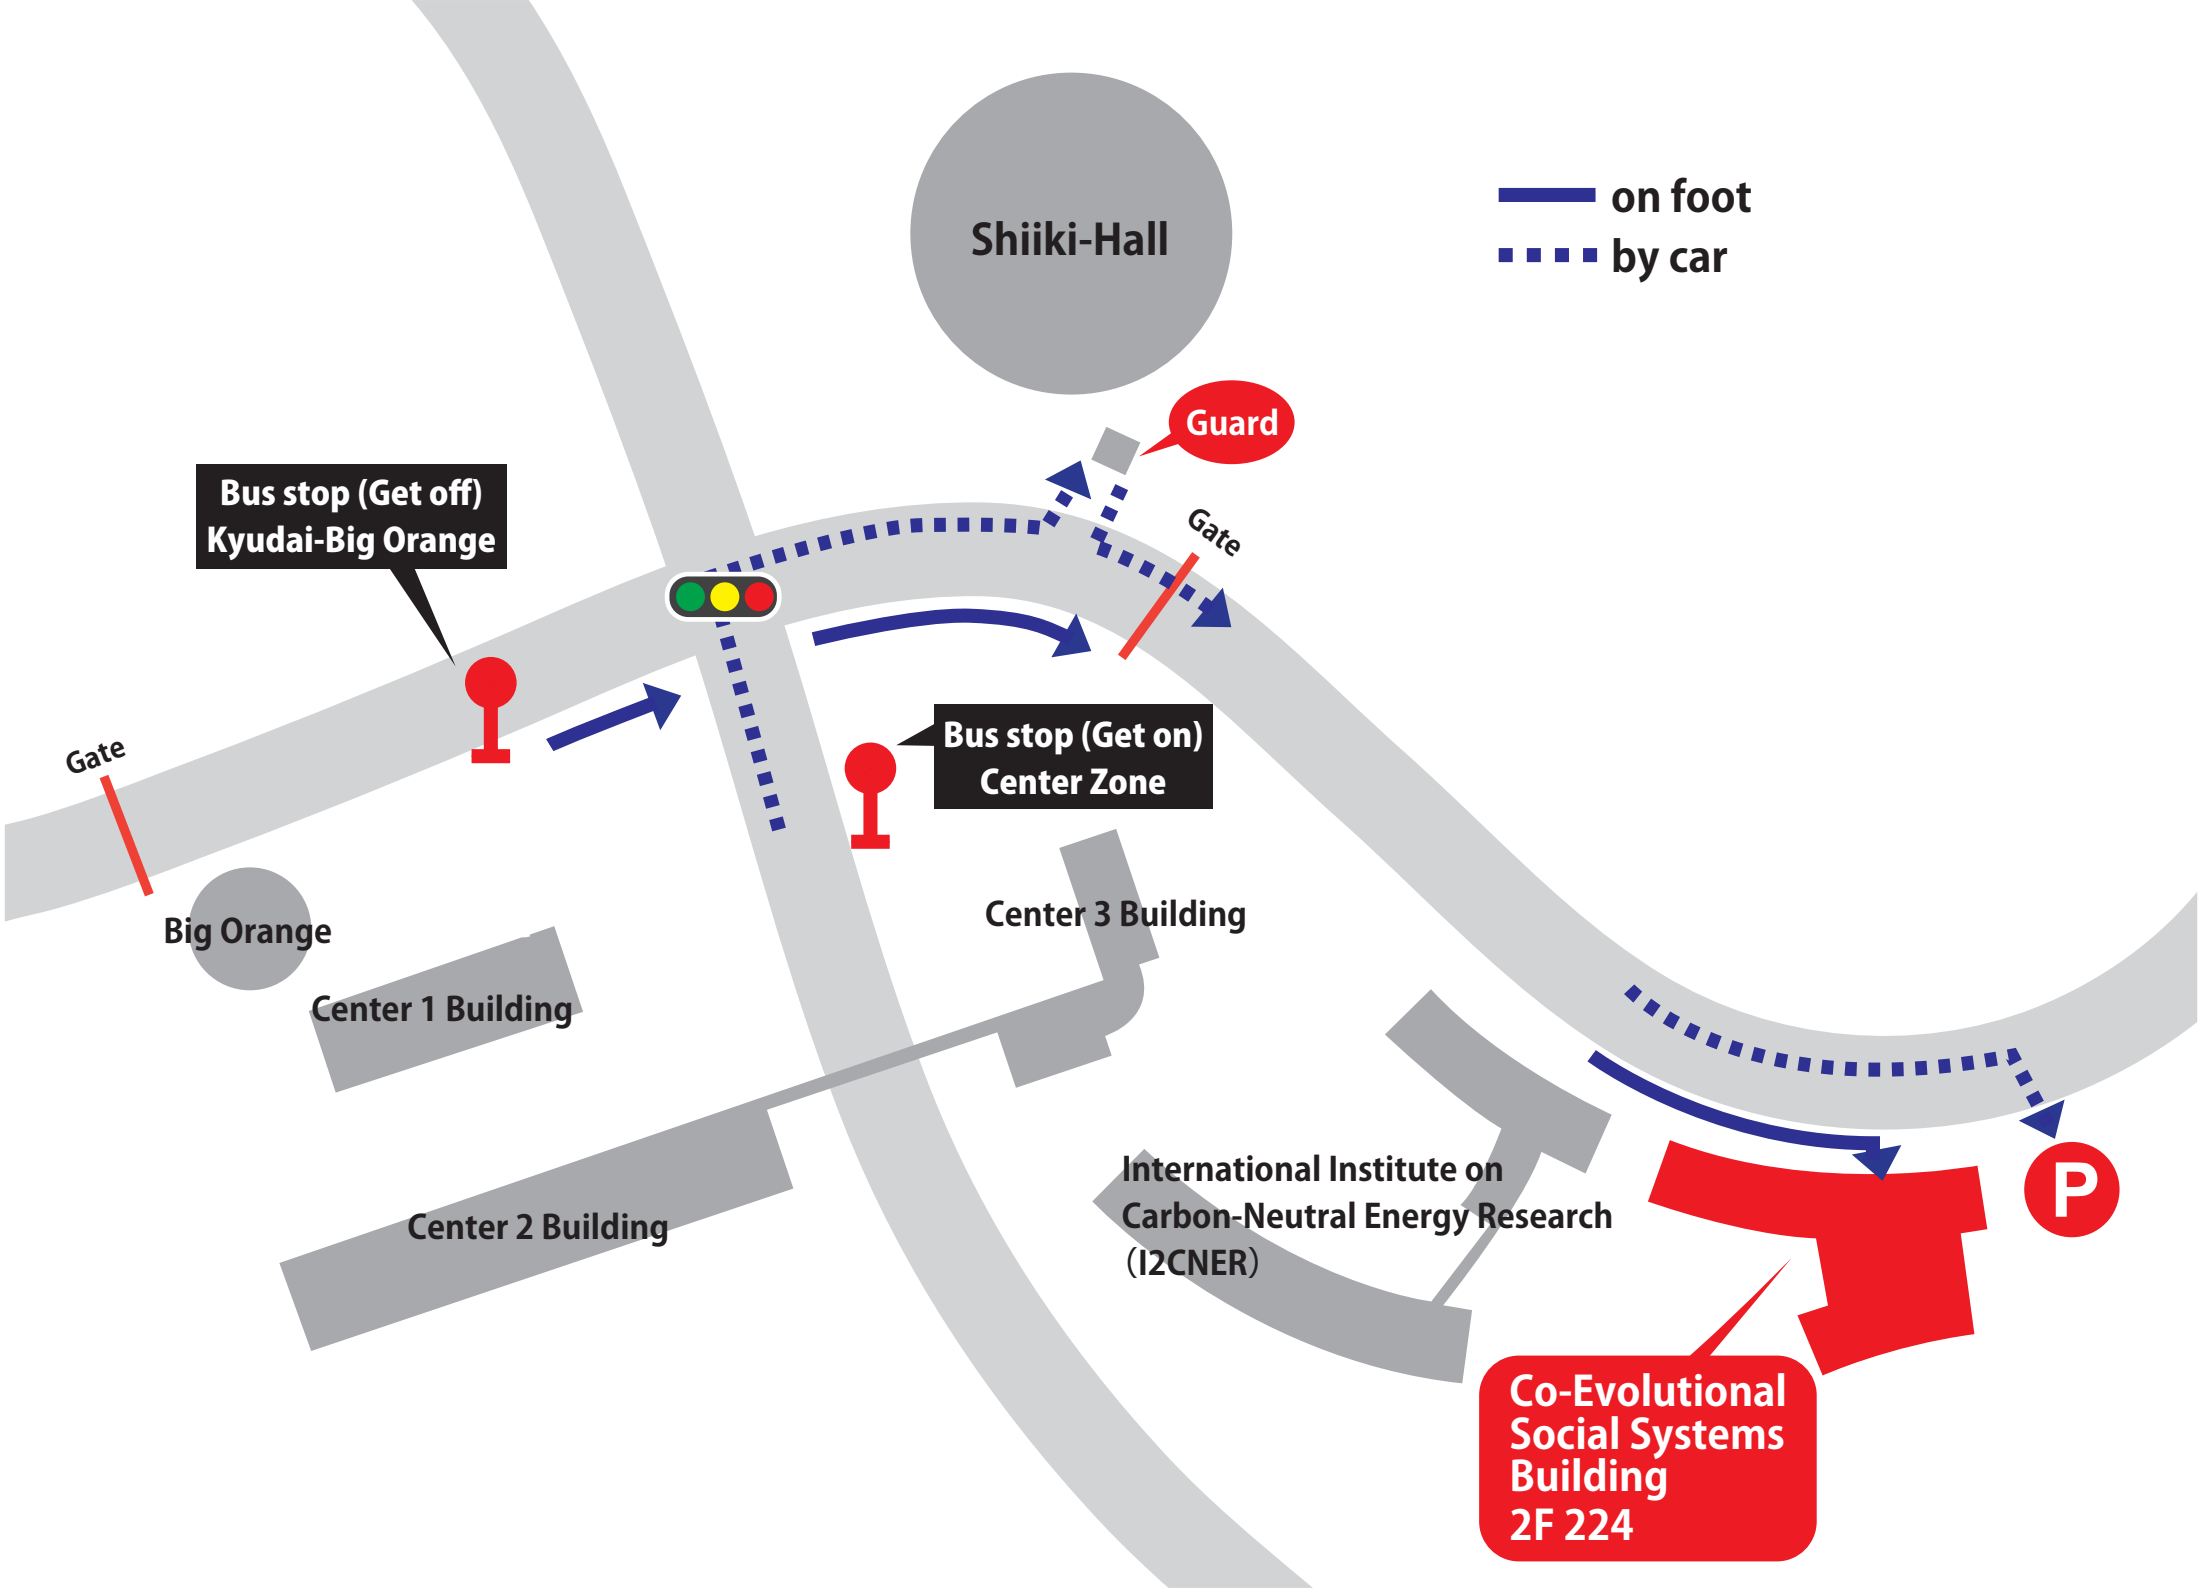 Shiiki-Hall
on foot
by car
Guard
Bus stop (Get off)
Kyudai-Big Orange
Gate
Bus stop (Get on)
Center Zone
Gate
Big Orange
Center 3 Building
Center 1 Building
International Institute on
Carbon-Neutral Energy Research
（I2CNER）
Center 2 Building
P
Co-Evolutional
Social Systems
Building
2F 224